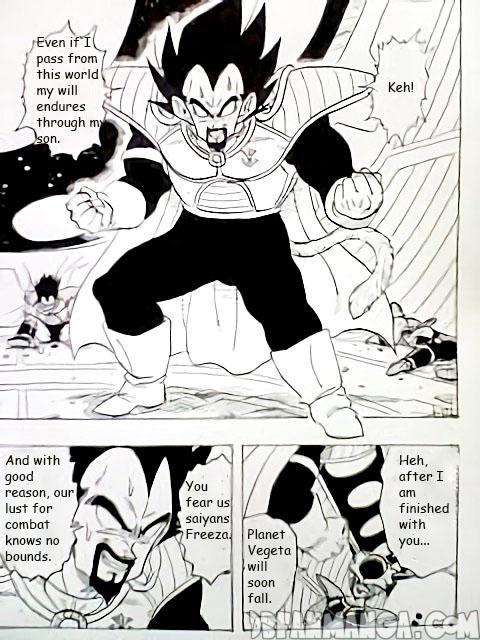 Keh!
Even if I
pass from
this world
my will
endures
through my
son.
Heh,
after I
am
finished
with
you...
Planet
Vegeta
will
soon
fall.
You
fear us
saiyans
Freeza.
And with
good
reason, our
lust for
combat
knows no
bounds.